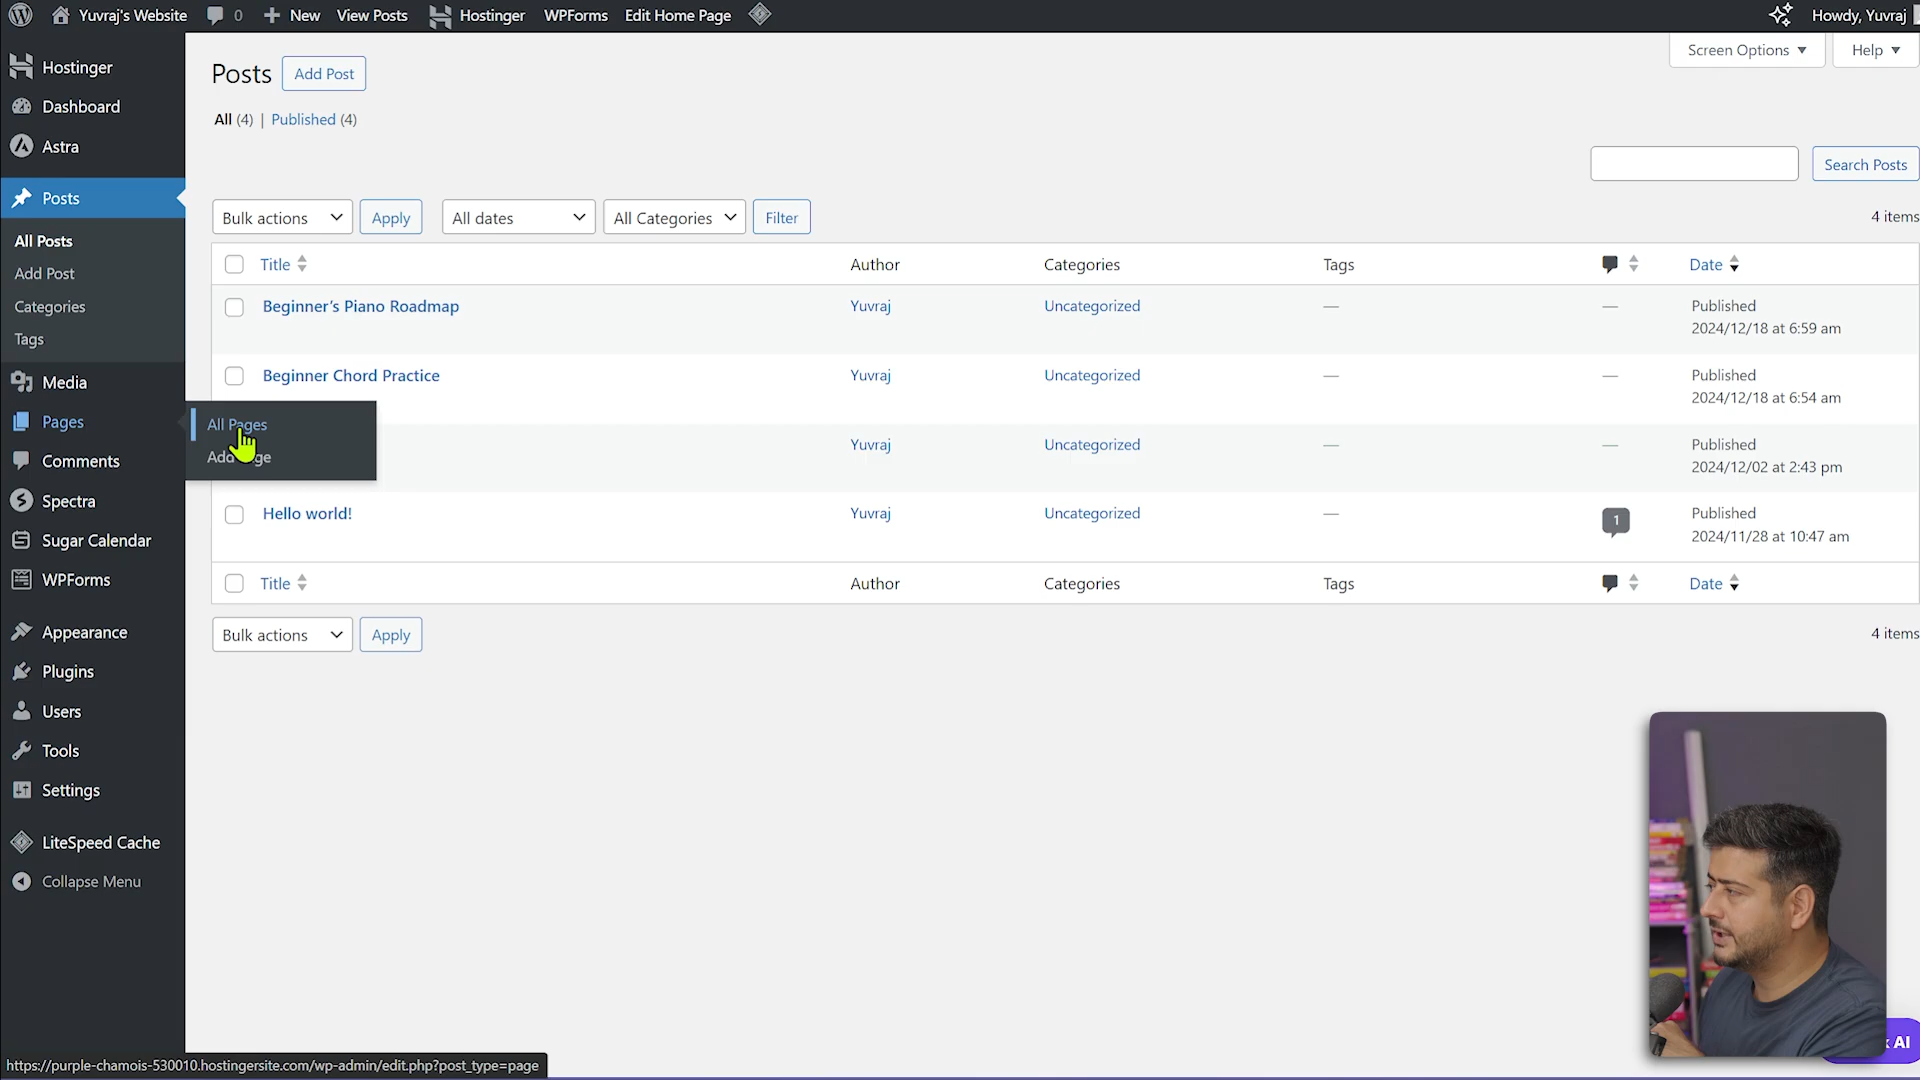 Yuvraj's Website 0 New View Posts Hostinger WPForms Edit Home Page Howdy, Yuvraj
Screen Options Help
Hostinger
Dashboard
Astra
Posts
All Posts
Add Post
Categories
Tags
Media
Pages
Comments
Spectra
Sugar Calendar
WPForms
Appearance
Plugins
Users
Tools
Settings
LiteSpeed Cache
Collapse Menu
All Pages
Posts Add Post
All (4) | Published (4)
Search Posts
Bulk actions Apply All dates All Categories Filter 4 items
Title Author Categories Tags Date
Beginner’s Piano Roadmap Yuvraj Uncategorized — — Published
2024/12/18 at 6:59 am
Beginner Chord Practice Yuvraj Uncategorized — — Published
2024/12/18 at 6:54 am
Yuvraj Uncategorized — — Published
2024/12/02 at 2:43 pm
Hello world! Yuvraj Uncategorized — 1 Published
2024/11/28 at 10:47 am
Title Author Categories Tags Date
Bulk actions Apply 4 items
AI
https://purple-chamois-530010.hostingersite.com/wp-admin/edit.php?post_type=page